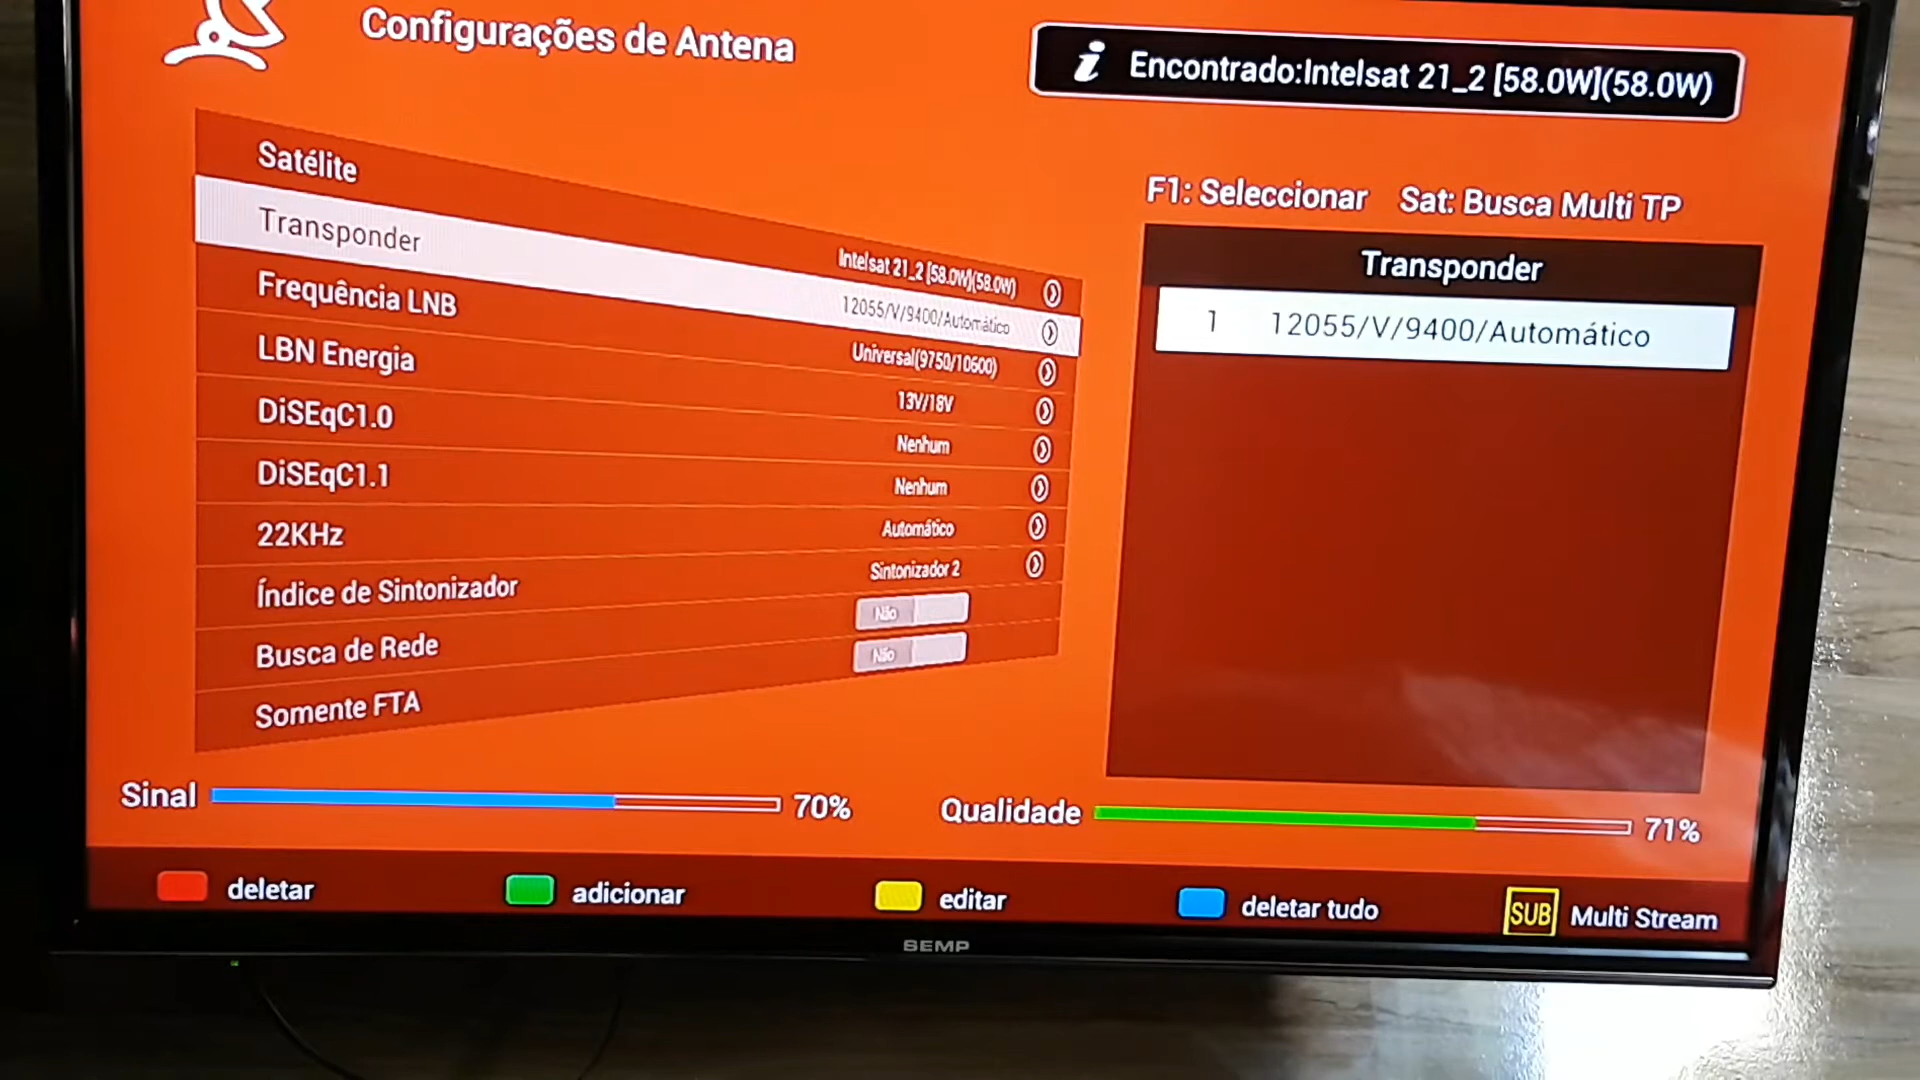 Configurações de Antena
i Encontrado:Intelsat 21_2 [58.0W](58.0W)
Satélite
Intelsat 21_2 [58.0W](58.0W)
Transponder
12055/V/9400/Automático
Frequência LNB
Universal(9750/10600)
LBN Energia
13V/18V
DiSEqC1.0
Nenhum
DiSEqC1.1
Nenhum
22KHz
Automático
Índice de Sintonizador
Sintonizador 2
Busca de Rede
Não
Somente FTA
Não
F1: Seleccionar Sat: Busca Multi TP
Transponder
1 12055/V/9400/Automático
Sinal 70% Qualidade 71%
deletar adicionar editar deletar tudo SUB Multi Stream
SEMP